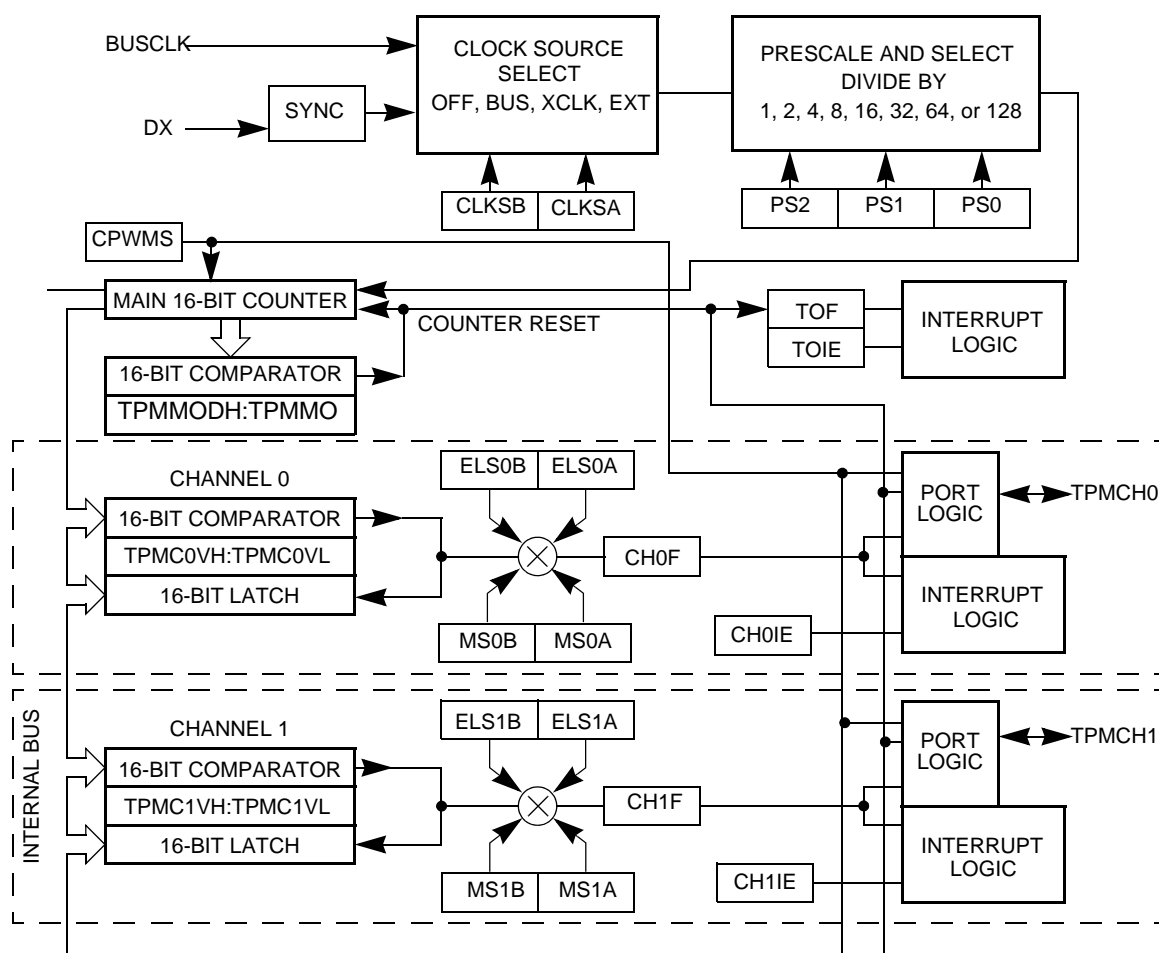 BUSCLK
CLOCK SOURCE
SELECT
OFF, BUS, XCLK, EXT
PRESCALE AND SELECT
DIVIDE BY
1, 2, 4, 8, 16, 32, 64, or 128
SYNC
DX
CLKSB
CLKSA
PS2
PS1
PS0
CPWMS
MAIN 16-BIT COUNTER
COUNTER RESET
TOF
TOIE
INTERRUPT
LOGIC
16-BIT COMPARATOR
TPMMODH:TPMMO
CHANNEL 0
ELS0B
ELS0A
PORT
LOGIC
TPMCH0
16-BIT COMPARATOR
TPMC0VH:TPMC0VL
16-BIT LATCH
CH0F
INTERRUPT
LOGIC
CH0IE
MS0B
MS0A
INTERNAL BUS
CHANNEL 1
ELS1B
ELS1A
PORT
LOGIC
TPMCH1
16-BIT COMPARATOR
TPMC1VH:TPMC1VL
16-BIT LATCH
CH1F
INTERRUPT
LOGIC
CH1IE
MS1B
MS1A